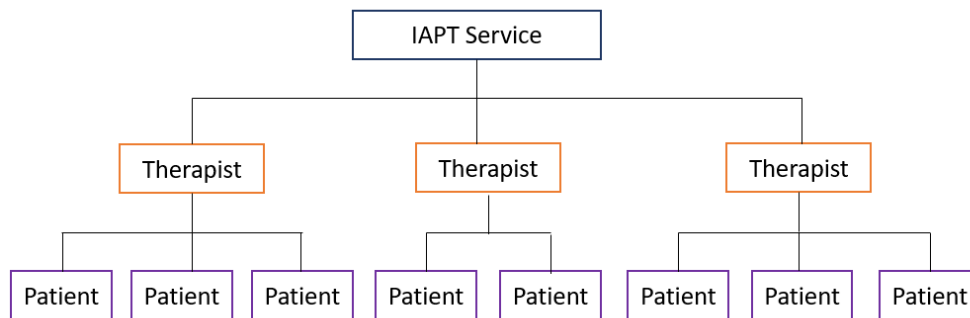 IAPT Service
Therapist Therapist Therapist
Patient Patient Patient Patient Patient Patient Patient Patient